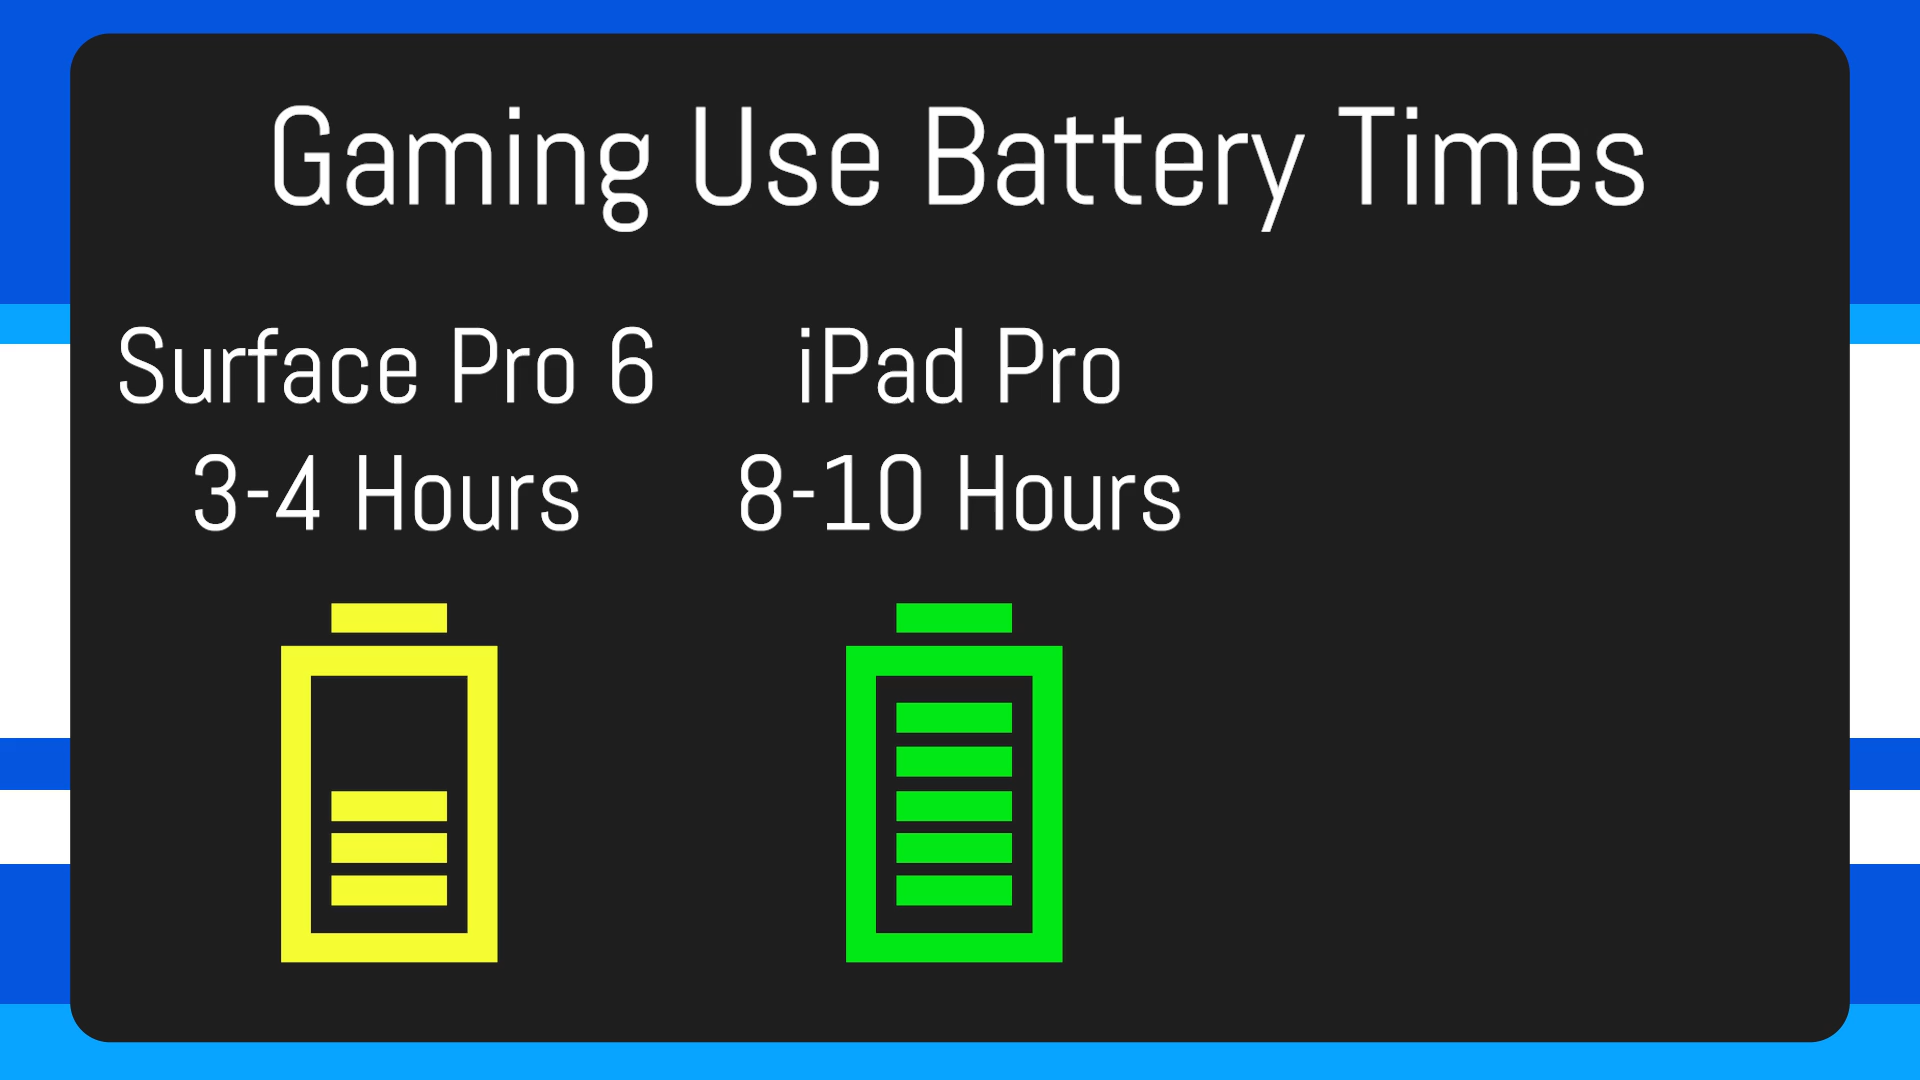 Gaming Use Battery Times
Surface Pro 6
3-4 Hours
iPad Pro
8-10 Hours